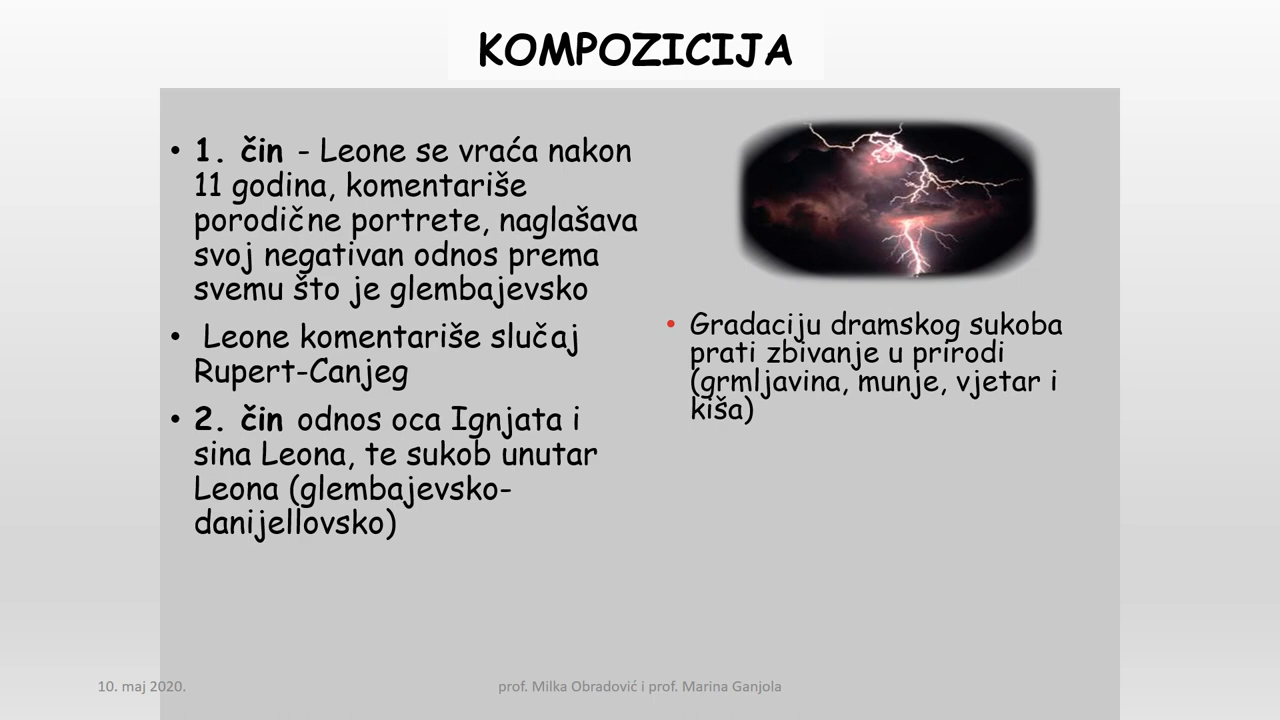 KOMPOZICIJA
• 1. čin - Leone se vraća nakon
11 godina, komentariše
porodične portrete, naglašava
svoj negativan odnos prema
svemu što je glembajevsko
• Leone komentariše slučaj
Rupert-Canjeg
• 2. čin odnos oca Ignjata i
sina Leona, te sukob unutar
Leona (glembajevsko-
danijellovsko)
• Gradaciju dramskog sukoba
prati zbivanje u prirodi
(grmljavina, munje, vjetar i
kiša)
10. maj 2020.
prof. Milka Obradović i prof. Marina Ganjola